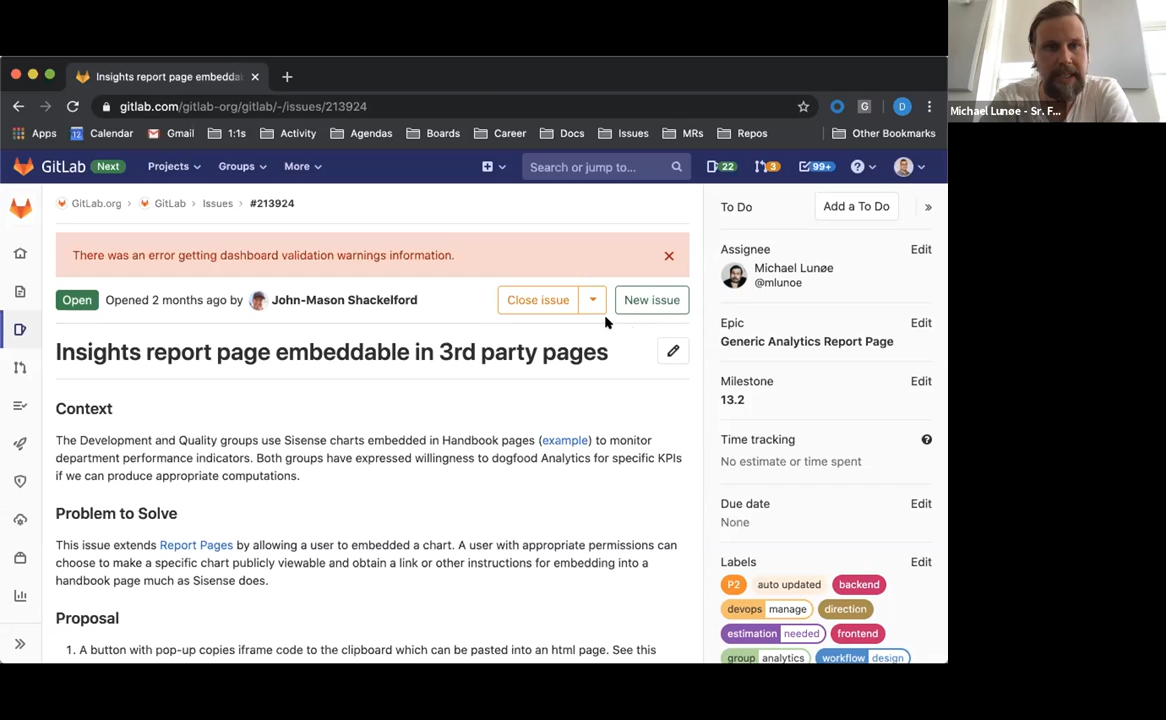 Insights report page embedda
gitlab.com/gitlab-org/gitlab/-/issues/213924
G
D
Apps
12
Calendar
Gmail
1:1s
Activity
Agendas
Boards
Career
Docs
Issues
MRs
Repos
Other Bookmarks
GitLab Next
Projects
Groups
More
Search or jump to...
22
3
99+
GitLab.org > GitLab > Issues > #213924
There was an error getting dashboard validation warnings information.
Open Opened 2 months ago by John-Mason Shackelford
Close issue
New issue
Insights report page embeddable in 3rd party pages
Context
The Development and Quality groups use Sisense charts embedded in Handbook pages (example) to monitor
department performance indicators. Both groups have expressed willingness to dogfood Analytics for specific KPIs
if we can produce appropriate computations.
Problem to Solve
This issue extends Report Pages by allowing a user to embedded a chart. A user with appropriate permissions can
choose to make a specific chart publicly viewable and obtain a link or other instructions for embedding into a
handbook page much as Sisense does.
Proposal
1. A button with pop-up copies iframe code to the clipboard which can be pasted into an html page. See this
To Do
Add a To Do
»
Assignee
Edit
Michael Lunøe
@mlunoe
Epic
Edit
Generic Analytics Report Page
Milestone
Edit
13.2
Time tracking
?
No estimate or time spent
Due date
Edit
None
Labels
Edit
P2 auto updated backend
devops manage direction
estimation needed frontend
group analytics workflow design
Michael Lunøe - Sr. F...